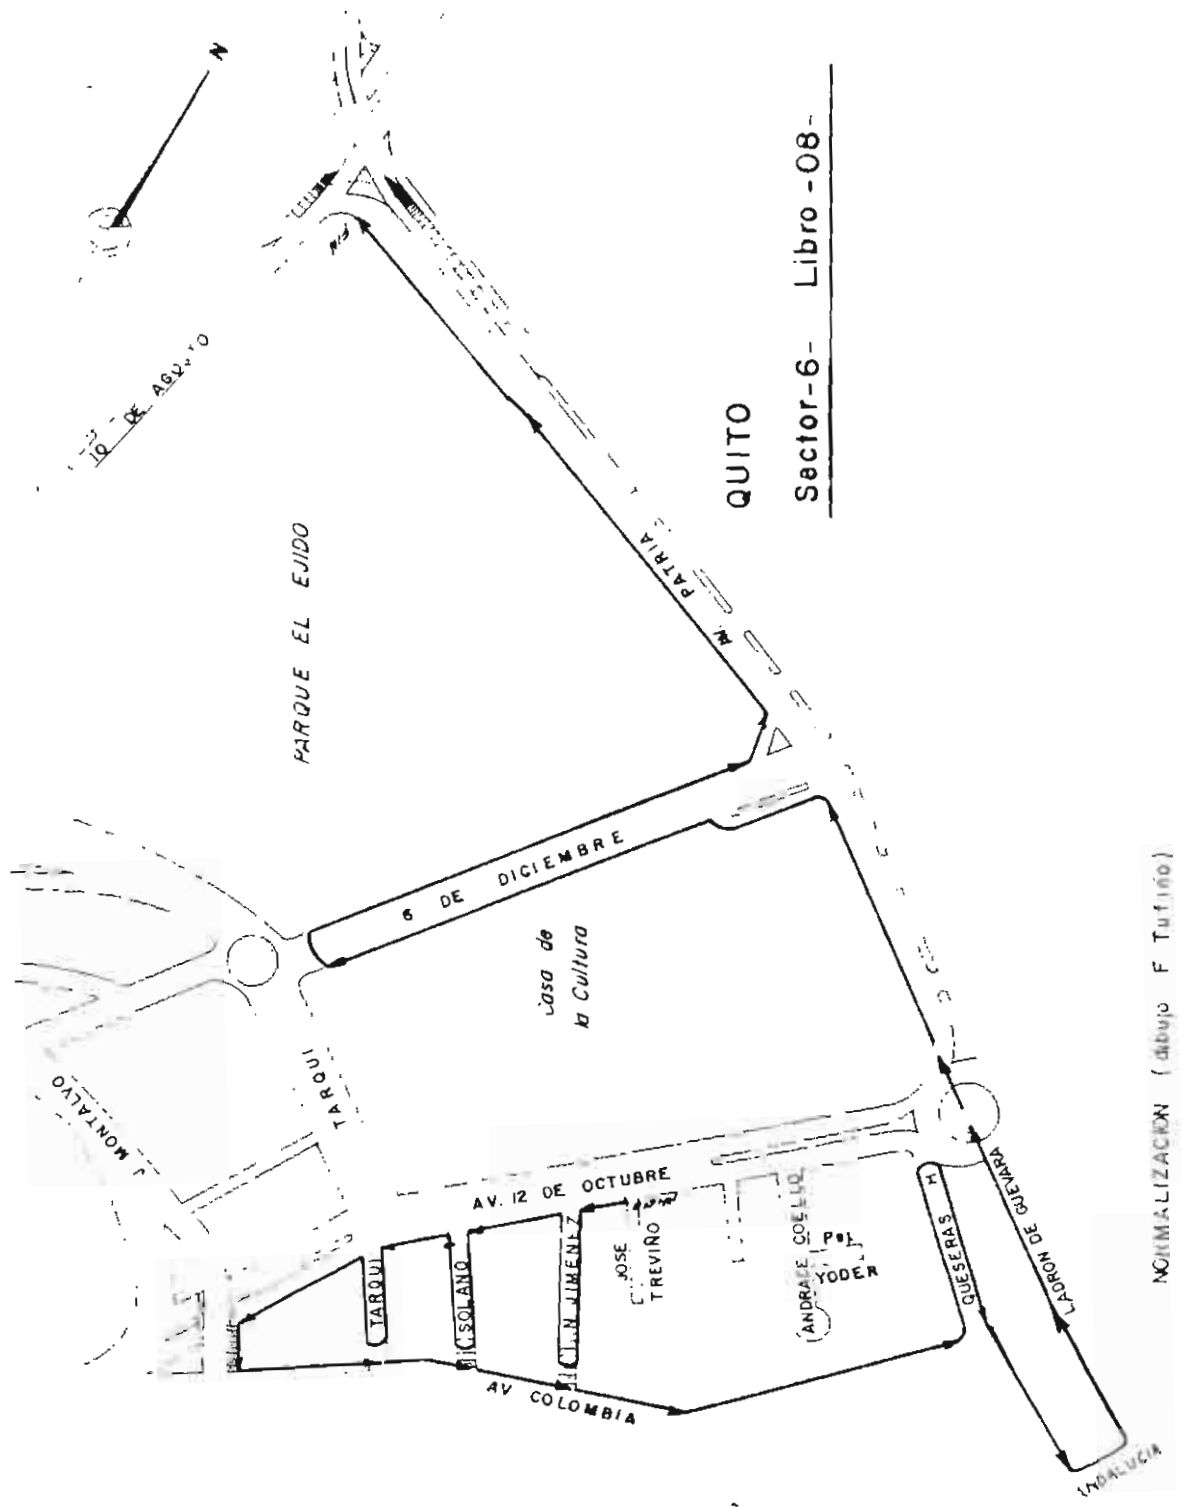 N
FIN
10 DE AGOSTO
QUITO
Sector-6- Libro-08-
PARQUE EL EJIDO
AV. PATRIA
6 DE DICIEMBRE
Casa de
la Cultura
J MONTALVO
TARQUI
AV. 12 DE OCTUBRE
TARQUI
SOLANO
I. N JIMENEZ
JOSE
TREVIÑO
ANDRADE COELLO
YODER
QUESERAS
H
LADRON DE GUEVARA
AV COLOMBIA
ANDALUCIA
NORMALIZACION (dibujo F Tufiño)